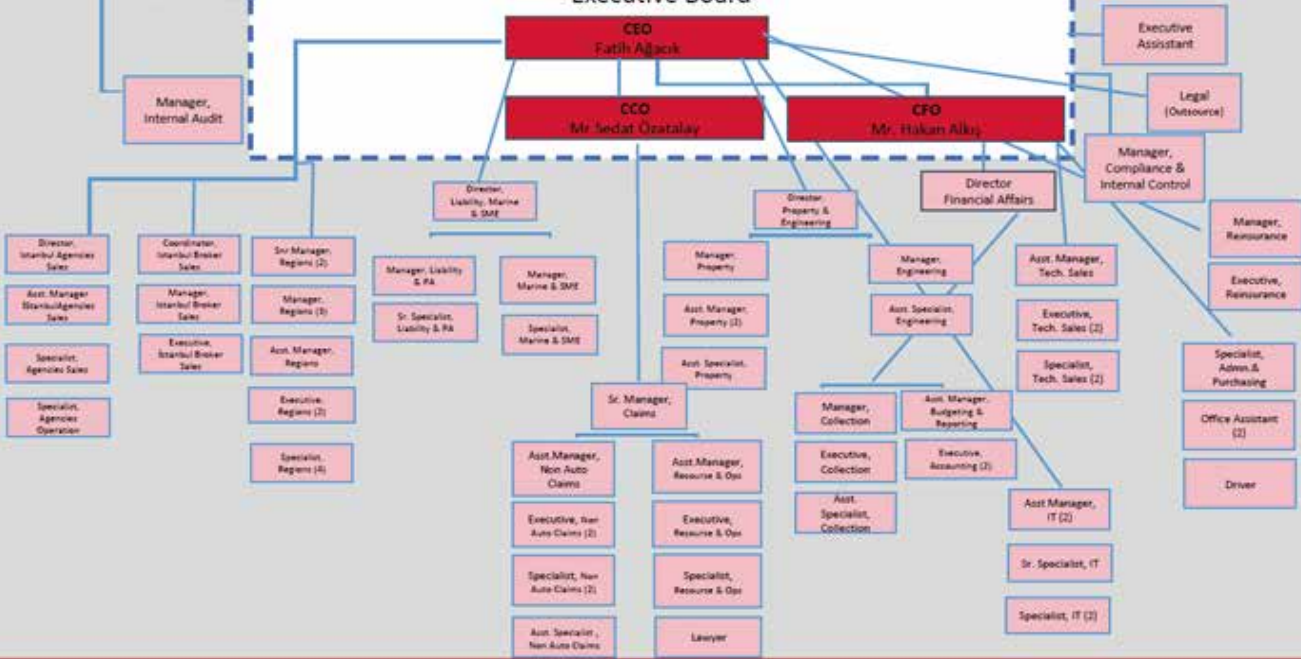 Executive Board
CEO
Fatih Ağacık
Executive
Assisstant
Manager,
Internal Audit
Legal
(Outsource)
CCO
Mr Sedat Özatalay
CFO
Mr. Hakan Alkış
Manager,
Compliance &
Internal Control
Director,
Liability, Marine
& SME
Director,
Property &
Engineering
Director
Financial Affairs
Manager,
Reinsurance
Executive,
Reinsurance
Director,
Istanbul Agencies
Sales
Asst. Manager
IStanbulAgencies
Sales
Specialist,
Agencies Sales
Specialist,
Agencies
Operation
Coordinator,
Istanbul Broker
Sales
Manager,
Istanbul Broker
Sales
Executive,
Istanbul Broker
Sales
Snr Manager,
Regions (2)
Manager,
Regions (3)
Asst. Manager,
Regions
Executive,
Regions (2)
Specialist,
Regions (4)
Manager, Liability
& PA
Sr. Specialist,
Liability & PA
Manager,
Marine & SME
Specialist,
Marine & SME
Manager,
Property
Asst. Manager,
Property (2)
Asst. Specialist,
Property
Manager,
Engineering
Asst. Specialist,
Engineering
Asst. Manager,
Tech. Sales
Executive,
Tech. Sales (2)
Specialist,
Tech. Sales (2)
Specialist,
Admn.&
Purchasing
Office Assistant
(2)
Driver
Sr. Manager,
Claims
Asst.Manager,
Non Auto
Claims
Executive, Non
Auto Claims (2)
Specialist, Non
Auto Claims (2)
Asst. Specialist ,
Non Auto Claims
Asst.Manager,
Recourse & Ops
Executive,
Recourse & Ops
Specialist,
Recourse & Ops
Lawyer
Manager,
Collection
Executive,
Collection
Asst.
Specialist,
Collection
Asst. Manager,
Budgeting &
Reporting
Executive,
Accounting (2)
Asst Manager,
IT (2)
Sr. Specialist, IT
Specialist, IT (2)